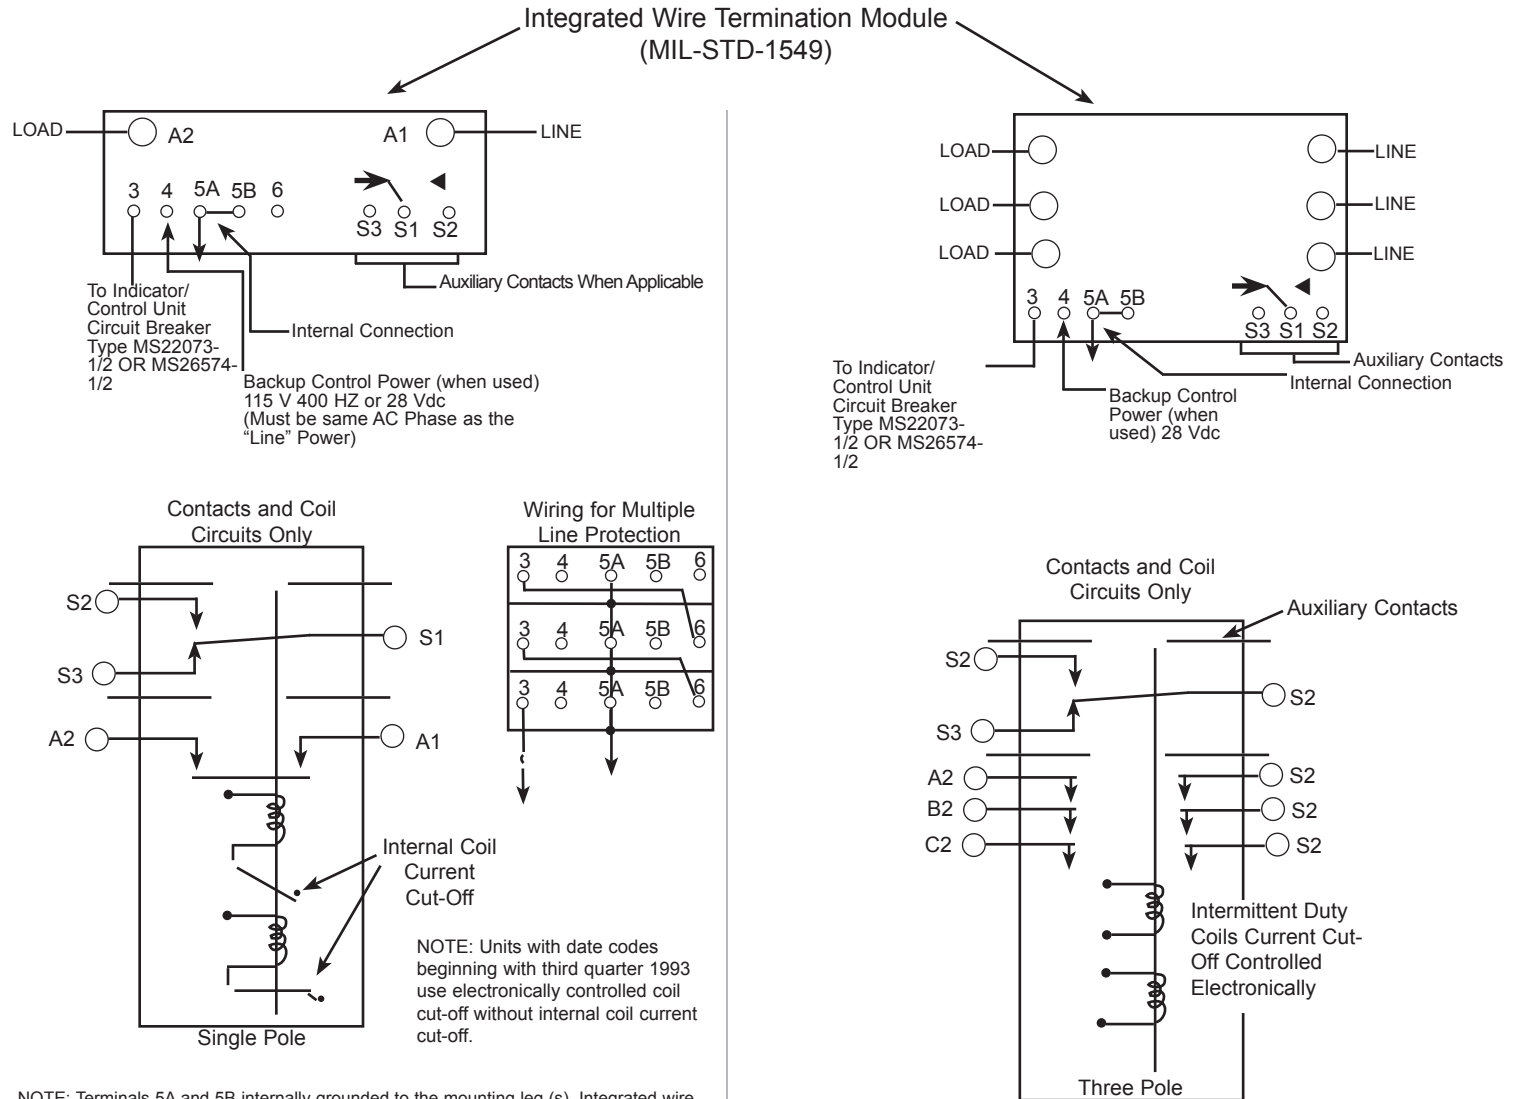 Integrated Wire Termination Module
(MIL-STD-1549)
LOAD
A2
A1
LINE
3 4 5A 5B 6
S3 S1 S2
To Indicator/
Control Unit
Circuit Breaker
Type MS22073-
1/2 OR MS26574-
1/2
Auxiliary Contacts When Applicable
Internal Connection
Backup Control Power (when used)
115 V 400 HZ or 28 Vdc
(Must be same AC Phase as the
“Line” Power)
LOAD
LINE
LOAD
LINE
LOAD
LINE
3 4 5A 5B
S3 S1 S2
To Indicator/
Control Unit
Circuit Breaker
Type MS22073-
1/2 OR MS26574-
1/2
Auxiliary Contacts
Internal Connection
Backup Control
Power (when
used) 28 Vdc
Contacts and Coil
Circuits Only
S2
S1
S3
A2
A1
Internal Coil
Current
Cut-Off
Single Pole
Wiring for Multiple
Line Protection
3 4 5A 5B 6
3 4 5A 5B 6
3 4 5A 5B 6
NOTE: Units with date codes
beginning with third quarter 1993
use electronically controlled coil
cut-off without internal coil current
cut-off.
Contacts and Coil
Circuits Only
Auxiliary Contacts
S2
S2
S3
A2
S2
B2
S2
C2
S2
Intermittent Duty
Coils Current Cut-
Off Controlled
Electronically
Three Pole
NOTE: Terminals 5A and 5B internally grounded to the mounting leg (s). Integrated wire